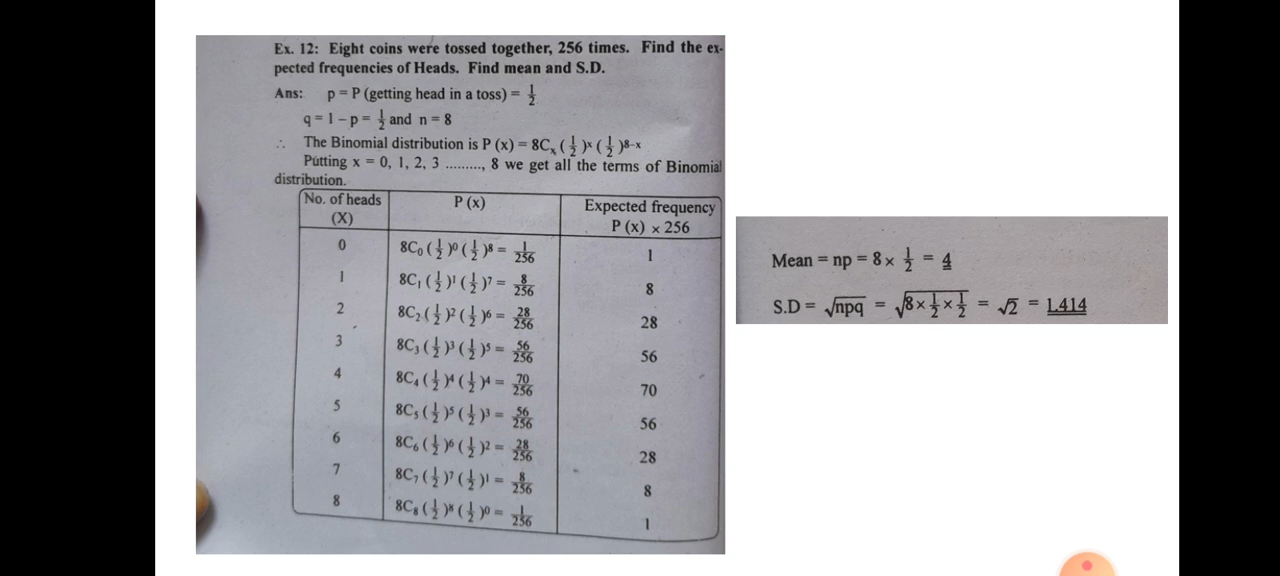 Ex. 12: Eight coins were tossed together, 256 times. Find the ex-
pected frequencies of Heads. Find mean and S.D.
Ans: p = P (getting head in a toss) = 1/2
q = 1 – p = 1/2 and n = 8
∴ The Binomial distribution is P (x) = 8Cₓ (1/2)ˣ (1/2)⁸⁻ˣ
Putting x = 0, 1, 2, 3 ........., 8 we get all the terms of Binomial
distribution.
No. of heads (X) P (x) Expected frequency P (x) × 256
0 8C₀ (1/2)⁰ (1/2)⁸ = 1/256 1
1 8C₁ (1/2)¹ (1/2)⁷ = 8/256 8
2 8C₂ (1/2)² (1/2)⁶ = 28/256 28
3 8C₃ (1/2)³ (1/2)⁵ = 56/256 56
4 8C₄ (1/2)⁴ (1/2)⁴ = 70/256 70
5 8C₅ (1/2)⁵ (1/2)³ = 56/256 56
6 8C₆ (1/2)⁶ (1/2)² = 28/256 28
7 8C₇ (1/2)⁷ (1/2)¹ = 8/256 8
8 8C₈ (1/2)⁸ (1/2)⁰ = 1/256 1
Mean = np = 8 × 1/2 = 4
S.D = √npq = √8 × 1/2 × 1/2 = √2 = 1.414